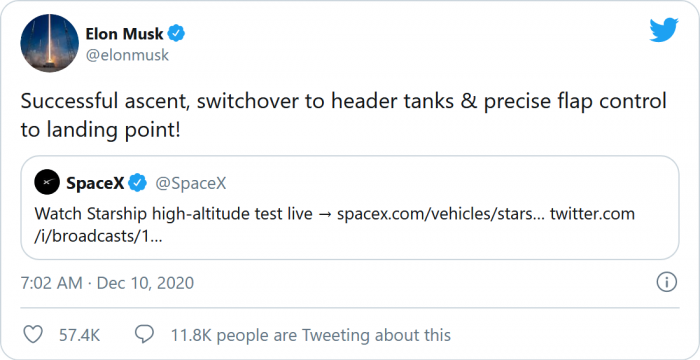 Elon Musk
@elonmusk
Successful ascent, switchover to header tanks & precise flap control
to landing point!
SpaceX @SpaceX
Watch Starship high-altitude test live → spacex.com/vehicles/stars... twitter.com
/i/broadcasts/1...
7:02 AM · Dec 10, 2020
57.4K 11.8K people are Tweeting about this